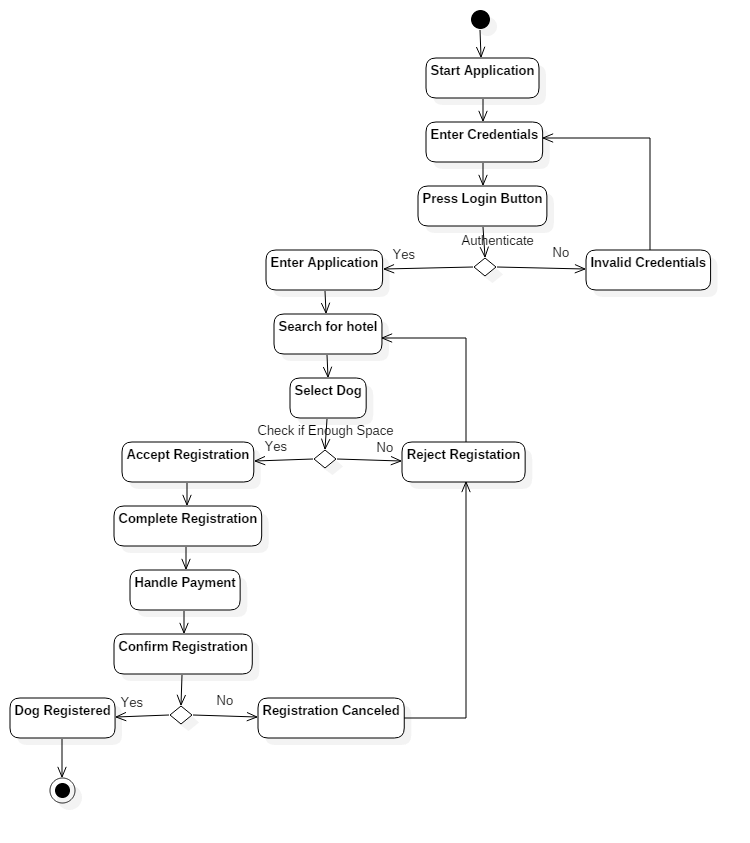 Start Application
Enter Credentials
Press Login Button
Authenticate
Yes
No
Enter Application
Invalid Credentials
Search for hotel
Select Dog
Check if Enough Space
Yes
No
Accept Registration
Reject Registation
Complete Registration
Handle Payment
Confirm Registration
Yes
No
Dog Registered
Registration Canceled